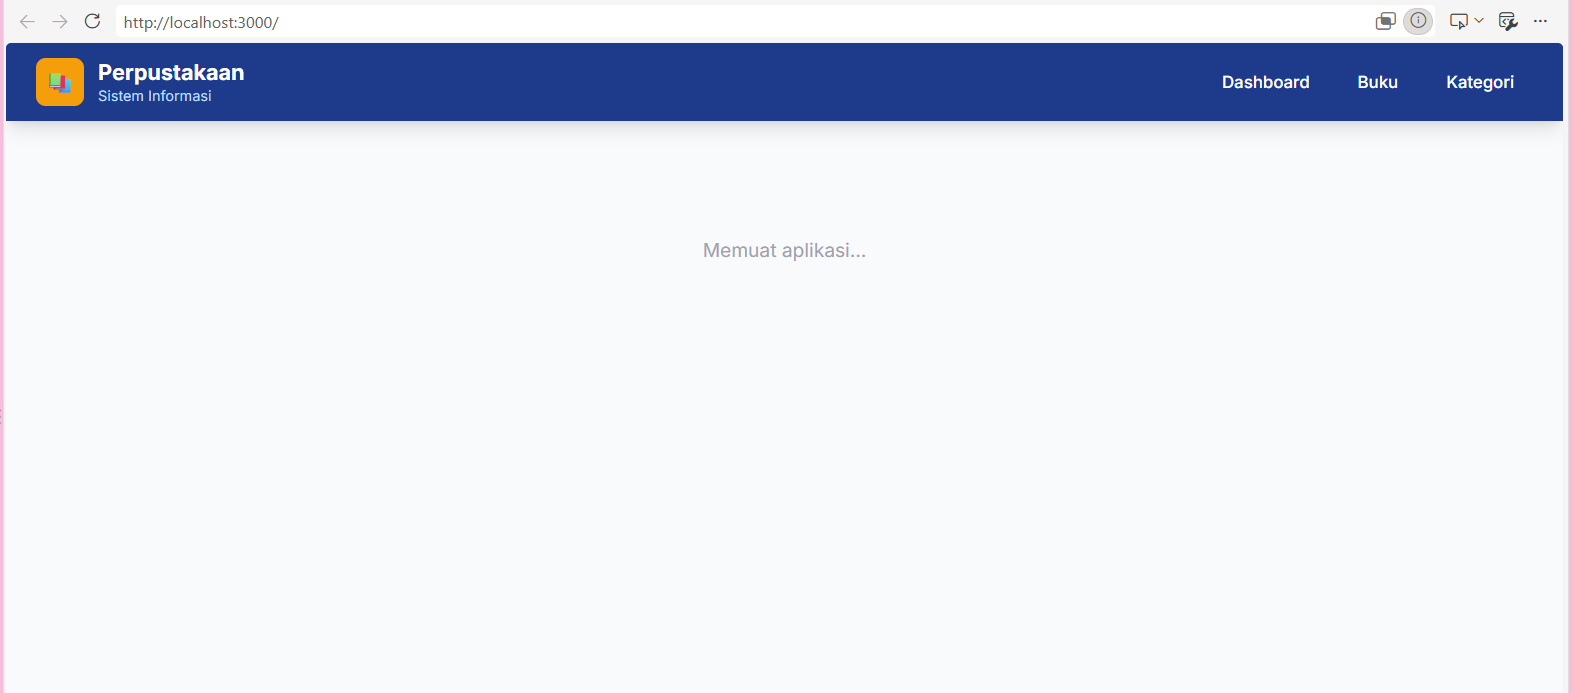 http://localhost:3000/
Perpustakaan
Sistem Informasi
Dashboard
Buku
Kategori
Memuat aplikasi...